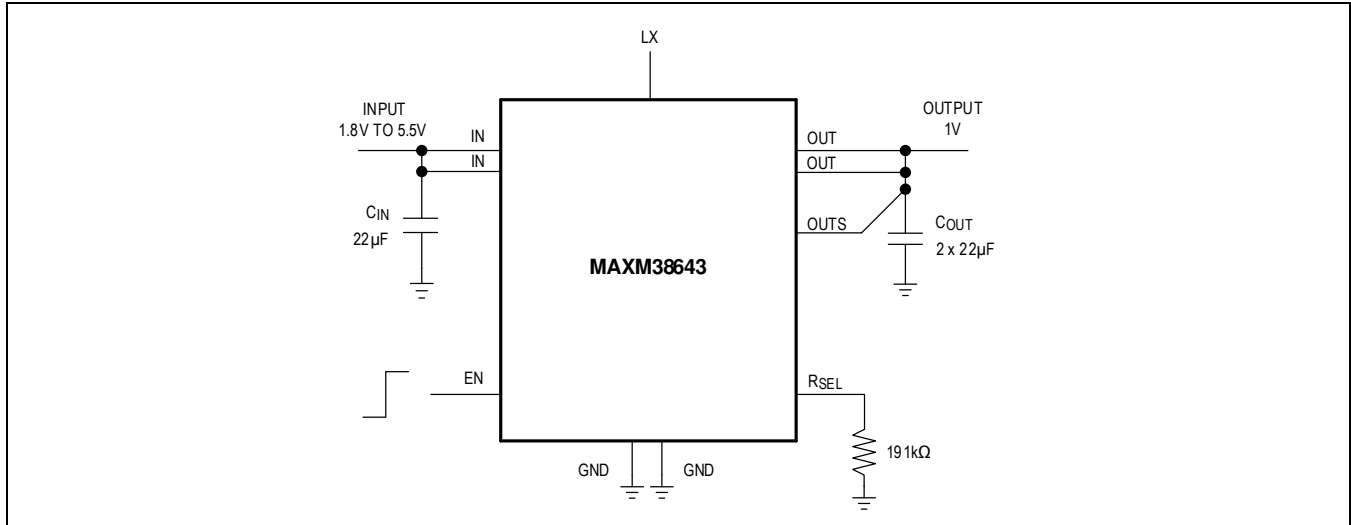 LX
INPUT
1.8V TO 5.5V
IN
IN
OUTPUT
1V
OUT
OUT
CIN
22µF
OUTS
COUT
2 x 22µF
MAXM38643
EN
RSEL
191kΩ
GND
GND